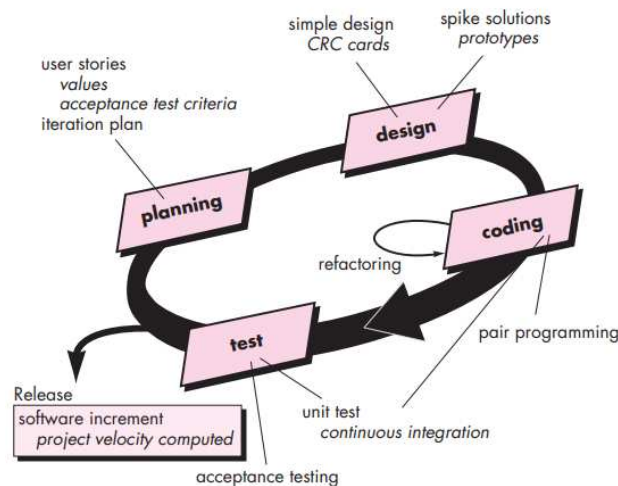 simple design
CRC cards
spike solutions
prototypes
user stories
values
acceptance test criteria
iteration plan
design
planning
coding
refactoring
test
pair programming
Release
software increment
project velocity computed
unit test
continuous integration
acceptance testing